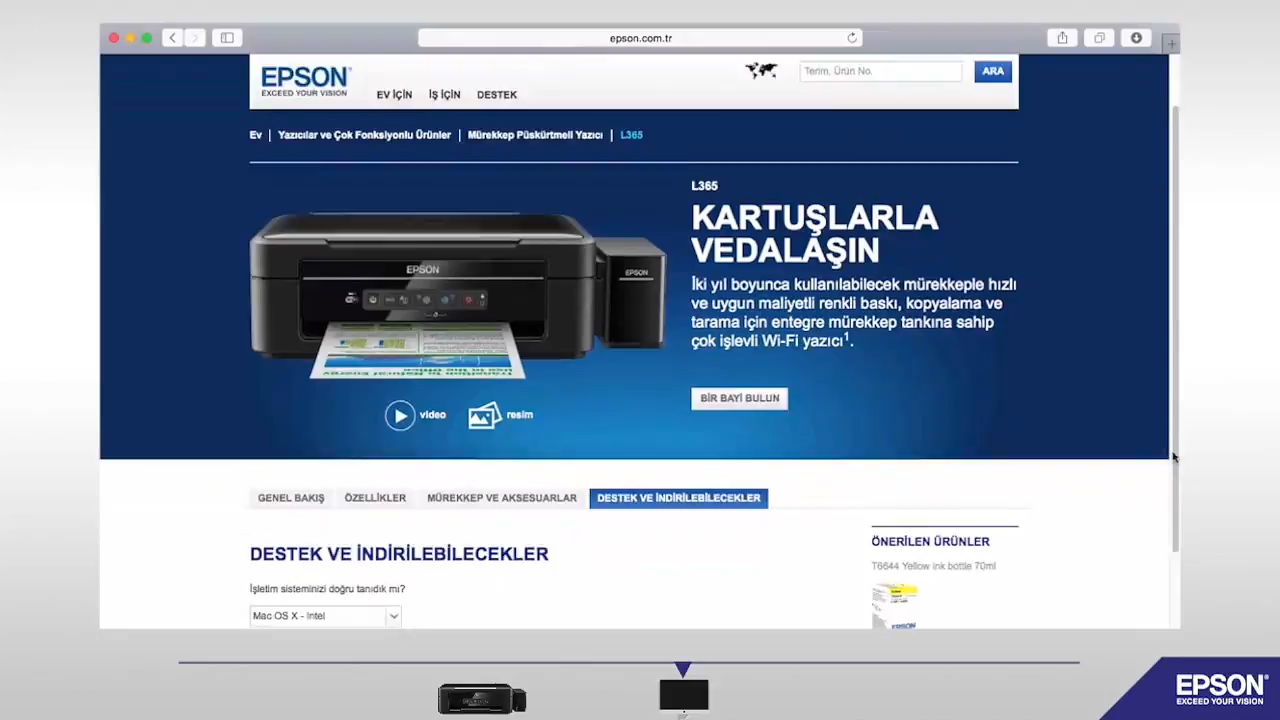 epson.com.tr
EPSON
EXCEED YOUR VISION
EV İÇİN İŞ İÇİN DESTEK
Terim, Ürün No.
ARA
Ev | Yazıcılar ve Çok Fonksiyonlu Ürünler | Mürekkep Püskürtmeli Yazıcı | L365
L365
KARTUŞLARLA
VEDALAŞIN
İki yıl boyunca kullanılabilecek mürekkeple hızlı
ve uygun maliyetli renkli baskı, kopyalama ve
tarama için entegre mürekkep tankına sahip
çok işlevli Wi-Fi yazıcı¹.
BİR BAYİ BULUN
EPSON
EPSON
video
resim
GENEL BAKIŞ ÖZELLİKLER MÜREKKEP VE AKSESUARLAR DESTEK VE İNDİRİLEBİLECEKLER
DESTEK VE İNDİRİLEBİLECEKLER
İşletim sisteminizi doğru tanıdık mı?
Mac OS X - Intel
ÖNERİLEN ÜRÜNLER
T6644 Yellow ink bottle 70ml
EPSON
EPSON
EXCEED YOUR VISION